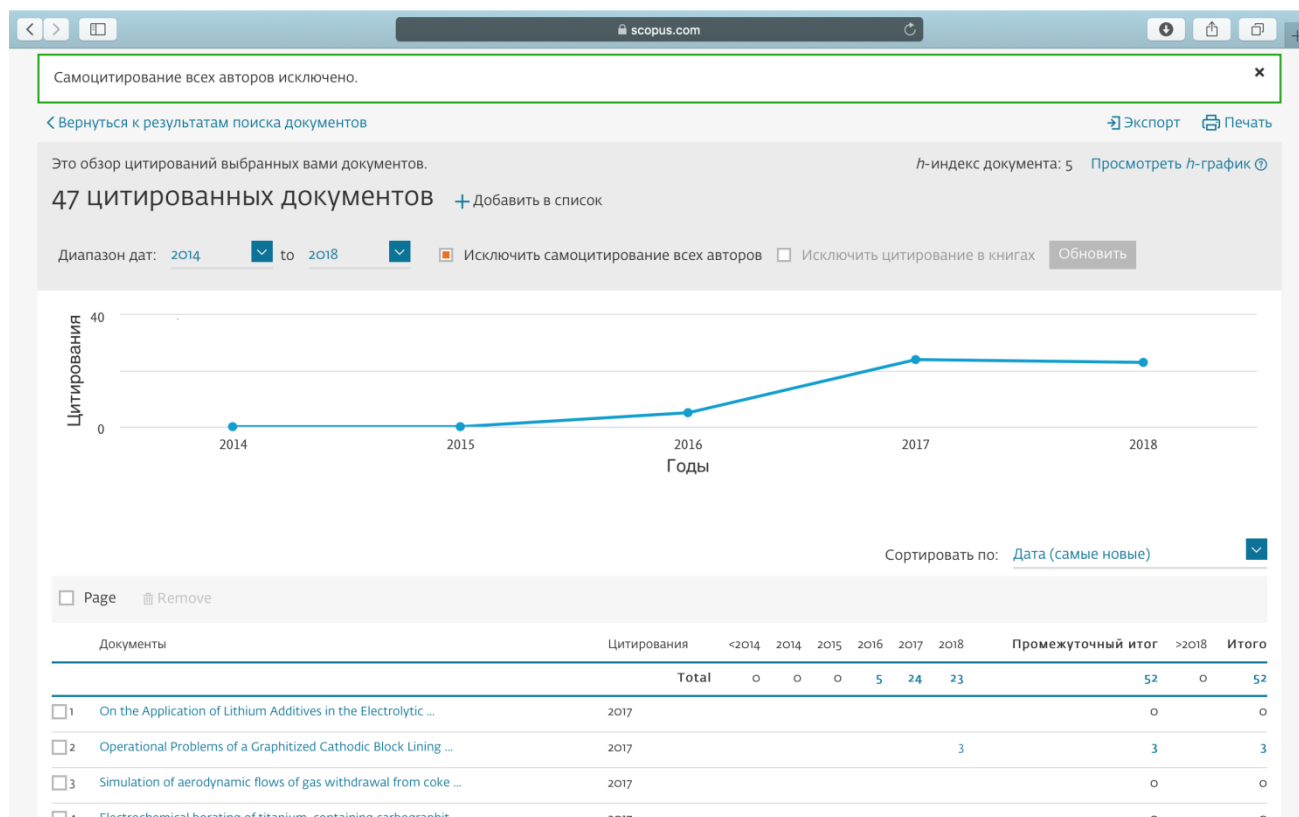 scopus.com
Самоцитирование всех авторов исключено.
Вернуться к результатам поиска документов Экспорт Печать
Это обзор цитирований выбранных вами документов. h-индекс документа: 5 Просмотреть h-график
47 цитированных документов + Добавить в список
Диапазон дат: 2014 to 2018 Исключить самоцитирование всех авторов Исключить цитирование в книгах Обновить
Цитирования
40
0
2014 2015 2016 2017 2018
Годы
Сортировать по: Дата (самые новые)
Page Remove
Документы Цитирования <2014 2014 2015 2016 2017 2018 Промежуточный итог >2018 Итого
Total 0 0 0 5 24 23 52 0 52
1 On the Application of Lithium Additives in the Electrolytic ... 2017 0 0
2 Operational Problems of a Graphitized Cathodic Block Lining ... 2017 3 3 3
3 Simulation of aerodynamic flows of gas withdrawal from coke ... 2017 0 0